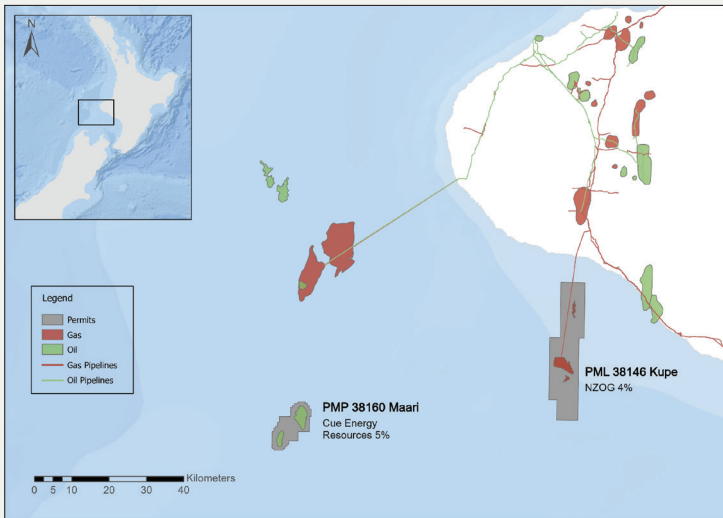 N
Legend
Permits
Gas
Oil
Gas Pipelines
Oil Pipelines
PMP 38160 Maari
Cue Energy
Resources 5%
PML 38146 Kupe
NZOG 4%
Kilometers
0 5 10 20 30 40